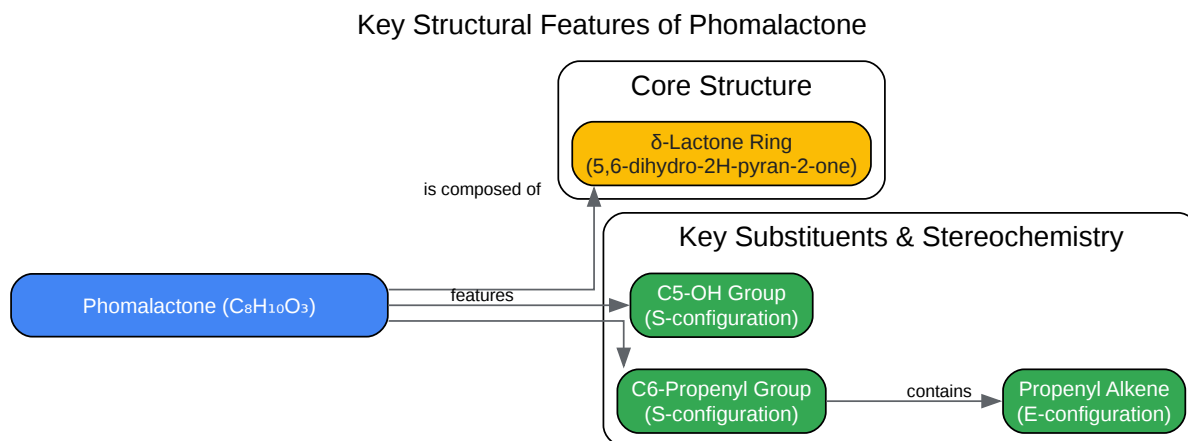 Key Structural Features of Phomalactone
Core Structure
δ-Lactone Ring
(5,6-dihydro-2H-pyran-2-one)
is composed of
Key Substituents & Stereochemistry
Phomalactone (C₈H₁₀O₃)
features
C5-OH Group
(S-configuration)
C6-Propenyl Group
(S-configuration)
contains
Propenyl Alkene
(E-configuration)